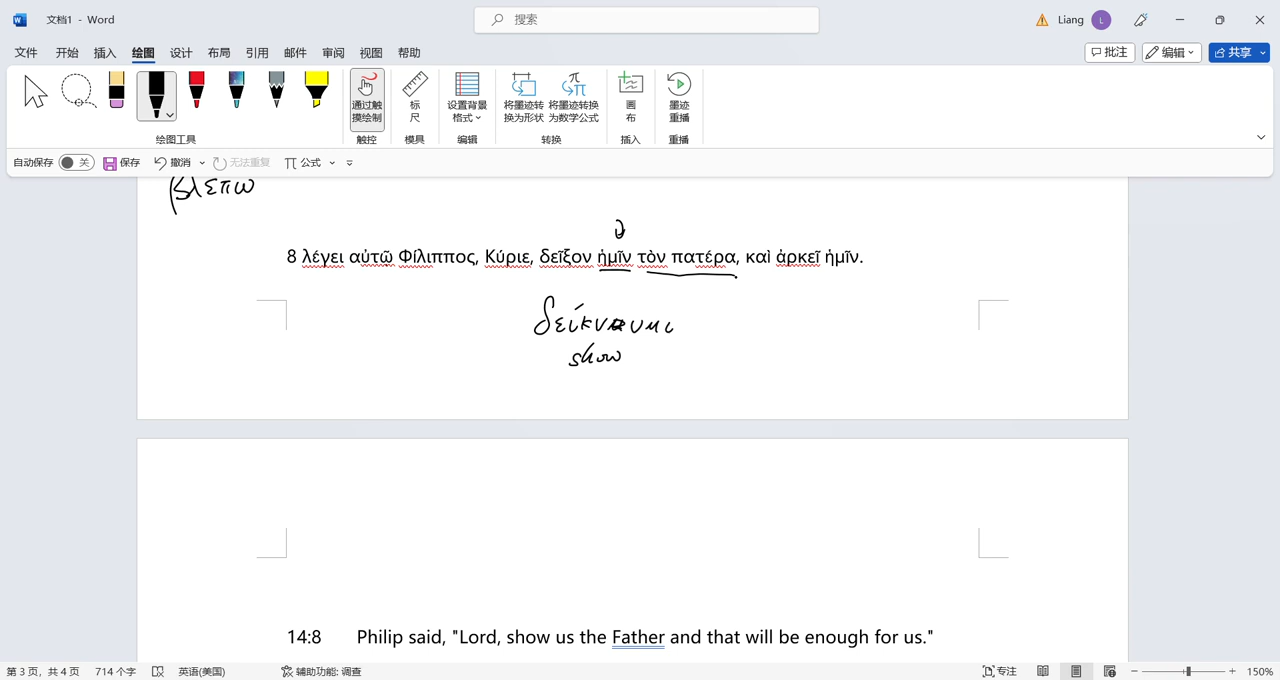 文档1 - Word
搜索
Liang L
文件 开始 插入 绘图 设计 布局 引用 邮件 审阅 视图 帮助
批注 编辑 共享
通过触摸绘制
标尺
设置背景格式
将墨迹转换为形状
将墨迹转换为数学公式
画布
墨迹重播
绘图工具 触控 模具 编辑 转换 插入 重播
自动保存 关 保存 撤消 无法重复 公式
βλεπω
8 λέγει αὐτῷ Φίλιππος, Κύριε, δεῖξον ἡμῖν τὸν πατέρα, καὶ ἀρκεῖ ἡμῖν.
show
14:8 Philip said, "Lord, show us the Father and that will be enough for us."
第 3 页，共 4 页 714 个字 英语(美国) 辅助功能: 调查 专注 150%